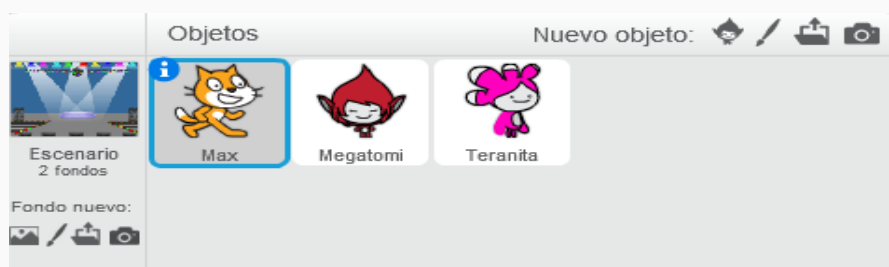 Objetos
Nuevo objeto:
Escenario
2 fondos
Fondo nuevo:
Max
Megatomi
Teranita